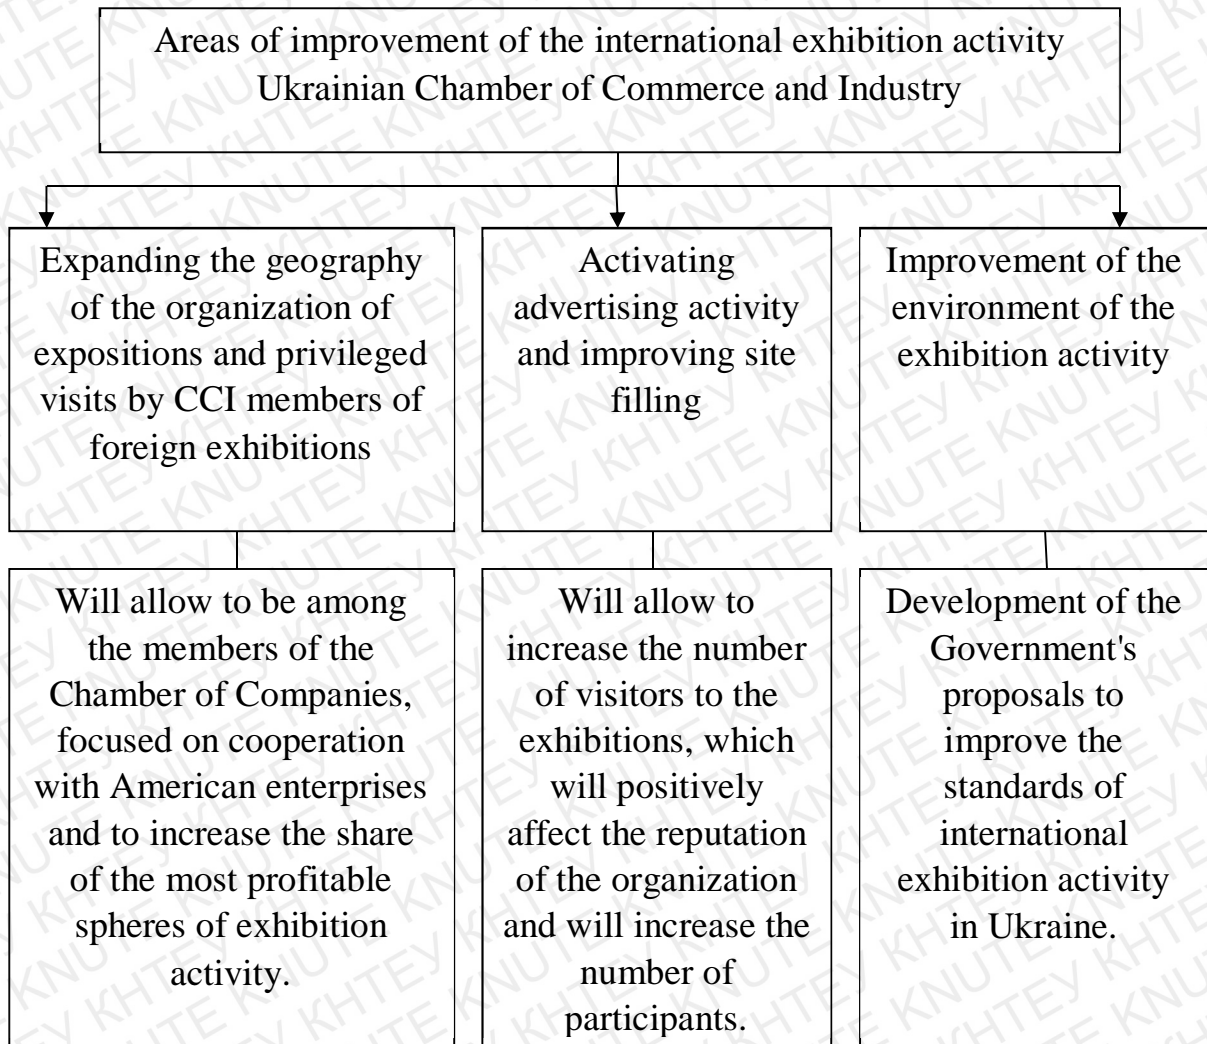 Areas of improvement of the international exhibition activity
Ukrainian Chamber of Commerce and Industry
Expanding the geography
of the organization of
expositions and privileged
visits by CCI members of
foreign exhibitions
Activating
advertising activity
and improving site
filling
Improvement of the
environment of the
exhibition activity
Will allow to be among
the members of the
Chamber of Companies,
focused on cooperation
with American enterprises
and to increase the share
of the most profitable
spheres of exhibition
activity.
Will allow to
increase the number
of visitors to the
exhibitions, which
will positively
affect the reputation
of the organization
and will increase the
number of
participants.
Development of the
Government's
proposals to
improve the
standards of
international
exhibition activity
in Ukraine.